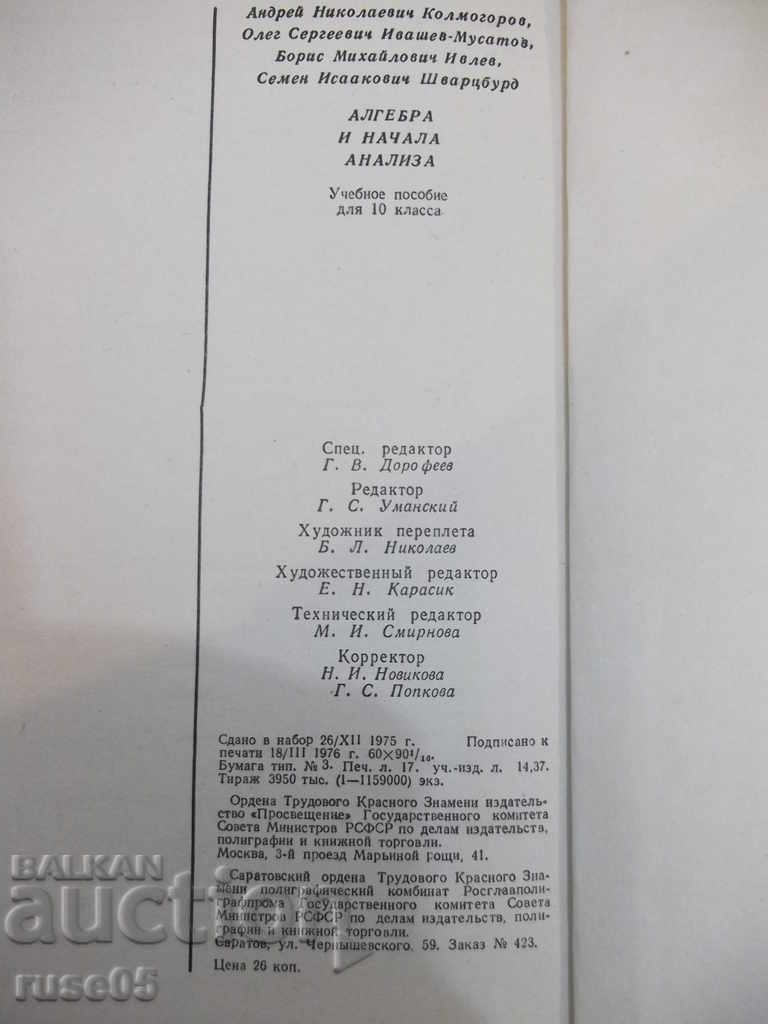 Андрей Николаевич Колмогоров,
Олег Сергеевич Ивашев-Мусатов,
Борис Михайлович Ивлев,
Семен Исаакович Шварцбурд
АЛГЕБРА
И НАЧАЛА
АНАЛИЗА
Учебное пособие
для 10 класса
Спец. редактор
Г. В. Дорофеев
Редактор
Г. С. Уманский
Художник переплета
Б. Л. Николаев
Художественный редактор
Е. Н. Карасик
Технический редактор
М. И. Смирнова
Корректор
Н. И. Новикова
Г. С. Попкова
Сдано в набор 26/XII 1975 г. Подписано к
печати 18/III 1976 г. 60×90¹/₁₆.
Бумага тип. № 3. Печ. л. 17. уч.-изд. л. 14,37.
Тираж 3950 тыс. (1—1159000) экз.
Ордена Трудового Красного Знамени издатель-
ство «Просвещение» Государственного комитета
Совета Министров РСФСР по делам издательств,
полиграфии и книжной торговли.
Москва, 3-й проезд Марьиной рощи, 41.
Саратовский ордена Трудового Красного Зна-
мени полиграфический комбинат Росглавполи-
графпрома Государственного комитета Совета
Министров РСФСР по делам издательств, поли-
графии и книжной торговли.
Саратов, ул. Чернышевского, 59. Заказ № 423.
Цена 26 коп.
BALKAN
auction
ruse05